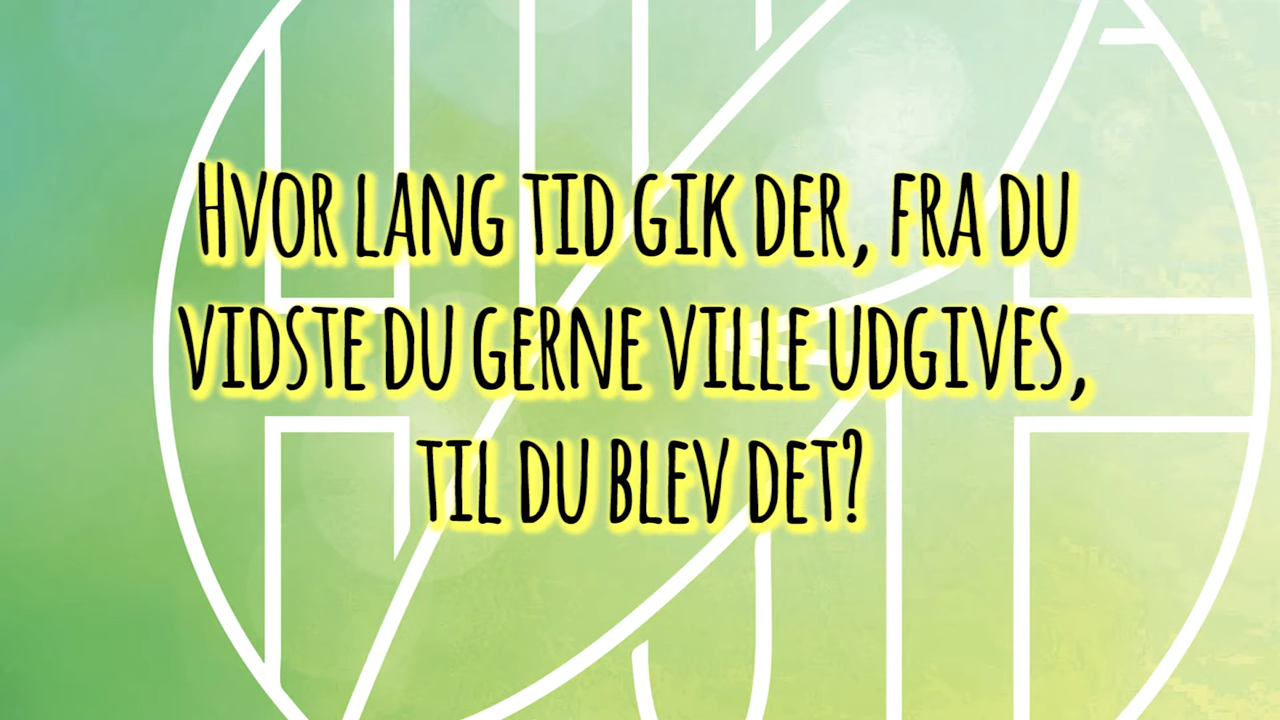 Hvor lang tid gik der, fra du
vidste du gerne ville udgives,
til du blev det?